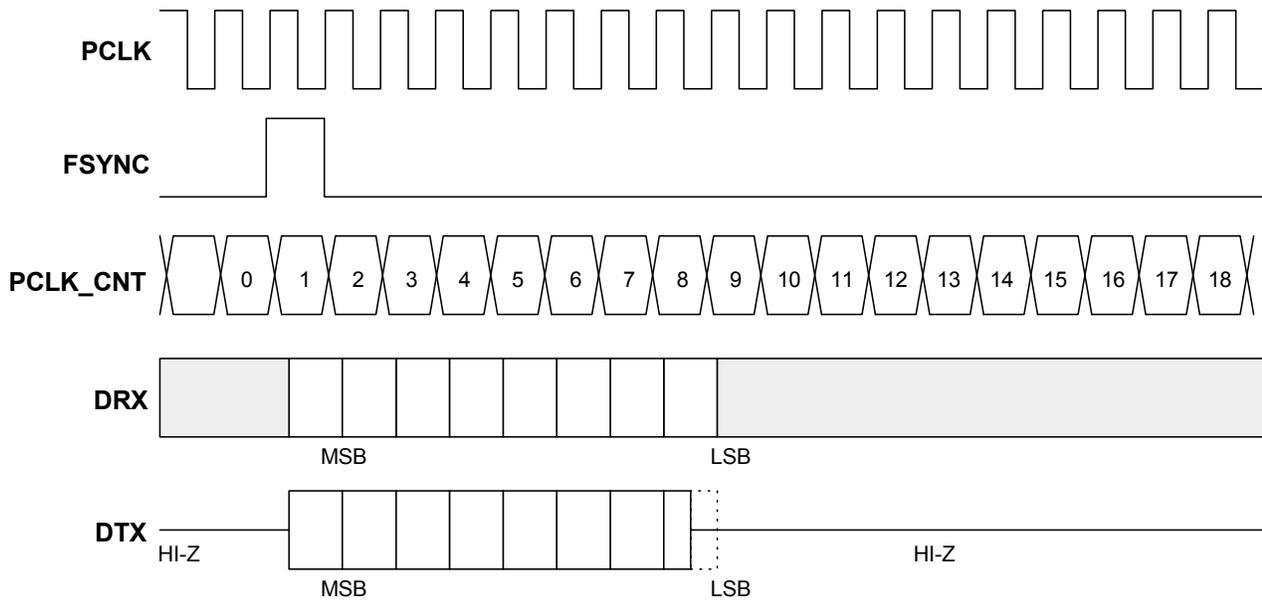 PCLK
FSYNC
PCLK_CNT 0 1 2 3 4 5 6 7 8 9 10 11 12 13 14 15 16 17 18
DRX
MSB LSB
DTX
HI-Z HI-Z
MSB LSB